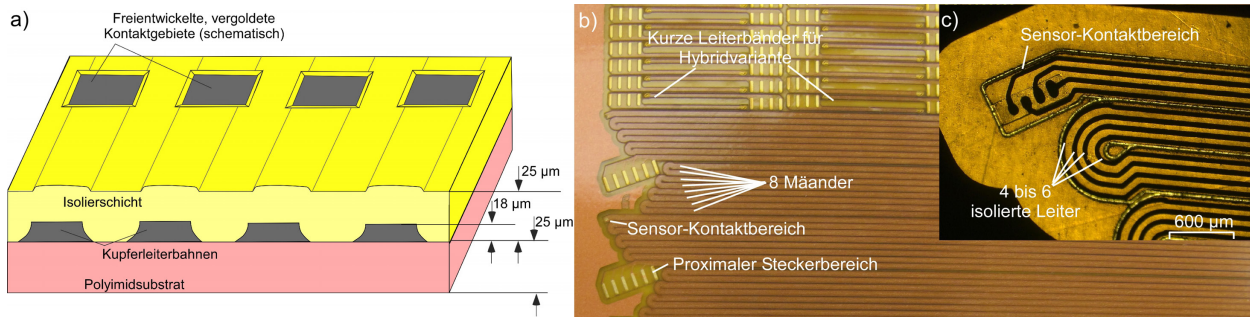 a)
Freientwickelte, vergoldete
Kontaktgebiete (schematisch)
25 µm
Isolierschicht
18 µm
25 µm
Kupferleiterbahnen
Polyimidsubstrat
b)
Kurze Leiterbänder für
Hybridvariante
8 Mäander
Sensor-Kontaktbereich
Proximaler Steckerbereich
c)
Sensor-Kontaktbereich
4 bis 6
isolierte Leiter
600 µm